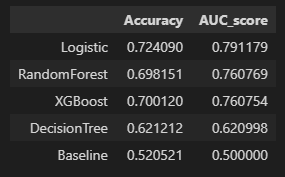 Accuracy AUC_score
Logistic 0.724090 0.791179
RandomForest 0.698151 0.760769
XGBoost 0.700120 0.760754
DecisionTree 0.621212 0.620998
Baseline 0.520521 0.500000